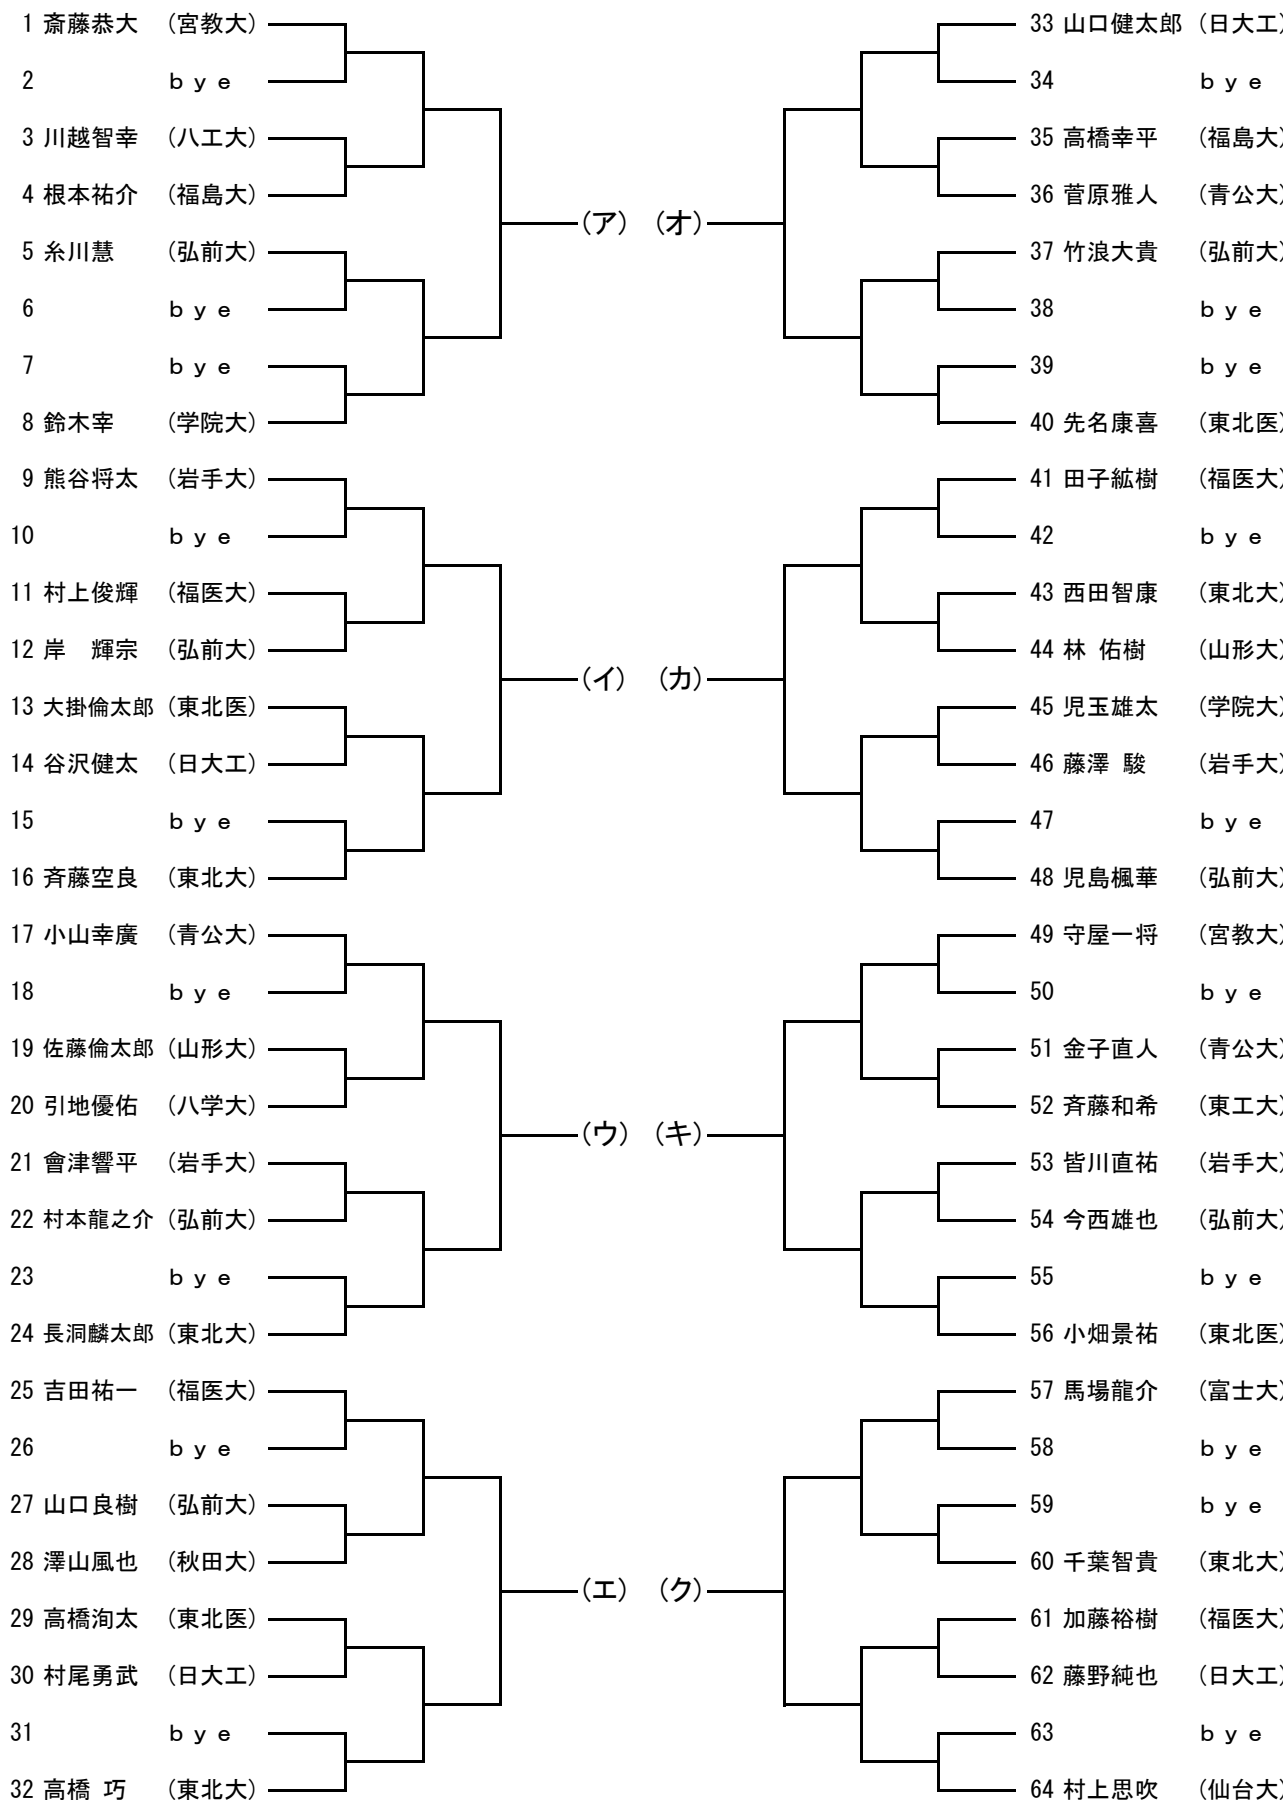 1 斎藤恭大 (宮教大)
2 bye
3 川越智幸 (八工大)
4 根本祐介 (福島大)
(ア)
5 糸川慧 (弘前大)
6 bye
7 bye
8 鈴木宰 (学院大)
9 熊谷将太 (岩手大)
10 bye
11 村上俊輝 (福医大)
12 岸 輝宗 (弘前大)
(イ)
13 大掛倫太郎 (東北医)
14 谷沢健太 (日大工)
15 bye
16 斉藤空良 (東北大)
17 小山幸廣 (青公大)
18 bye
19 佐藤倫太郎 (山形大)
20 引地優佑 (八学大)
(ウ)
21 會津響平 (岩手大)
22 村本龍之介 (弘前大)
23 bye
24 長洞麟太郎 (東北大)
25 吉田祐一 (福医大)
26 bye
27 山口良樹 (弘前大)
28 澤山風也 (秋田大)
(エ)
29 高橋洵太 (東北医)
30 村尾勇武 (日大工)
31 bye
32 高橋 巧 (東北大)
33 山口健太郎 (日大工)
34 bye
35 高橋幸平 (福島大)
36 菅原雅人 (青公大)
(オ)
37 竹浪大貴 (弘前大)
38 bye
39 bye
40 先名康喜 (東北医)
41 田子紘樹 (福医大)
42 bye
43 西田智康 (東北大)
44 林 佑樹 (山形大)
(カ)
45 児玉雄太 (学院大)
46 藤澤 駿 (岩手大)
47 bye
48 児島楓華 (弘前大)
49 守屋一将 (宮教大)
50 bye
51 金子直人 (青公大)
52 斉藤和希 (東工大)
(キ)
53 皆川直祐 (岩手大)
54 今西雄也 (弘前大)
55 bye
56 小畑景祐 (東北医)
57 馬場龍介 (富士大)
58 bye
59 bye
60 千葉智貴 (東北大)
(ク)
61 加藤裕樹 (福医大)
62 藤野純也 (日大工)
63 bye
64 村上思吹 (仙台大)